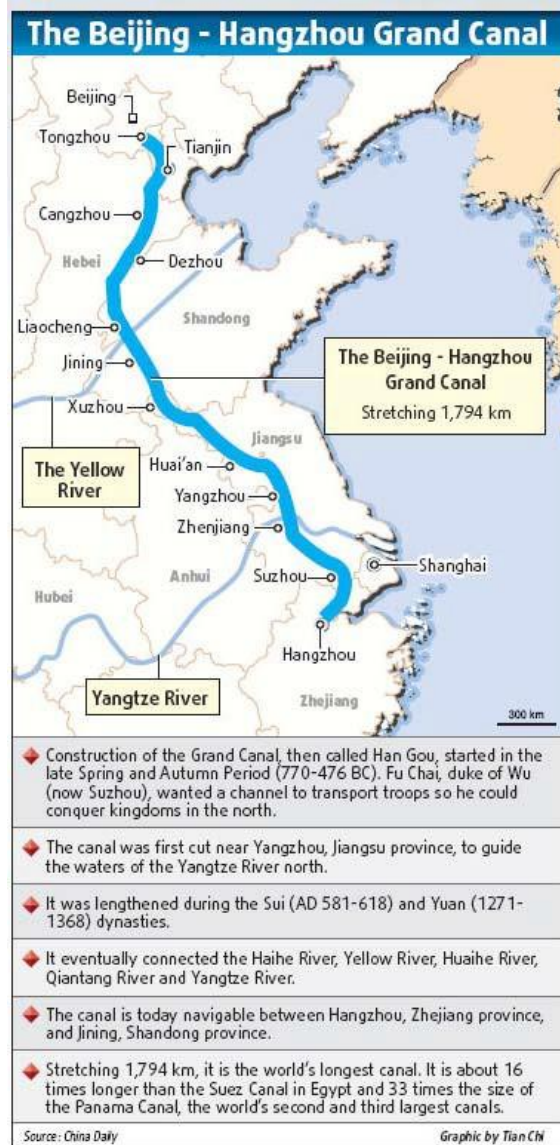 The Beijing - Hangzhou Grand Canal
Beijing
Tongzhou
Tianjin
Cangzhou
Hebei
Dezhou
Shandong
Liaocheng
Jining
The Beijing - Hangzhou
Grand Canal
Stretching 1,794 km
Xuzhou
Jiangsu
The Yellow
River
Huai'an
Yangzhou
Zhenjiang
Anhui
Suzhou
Shanghai
Hubei
Hangzhou
Yangtze River
Zhejiang
300 km
Construction of the Grand Canal, then called Han Gou, started in the
late Spring and Autumn Period (770-476 BC). Fu Chai, duke of Wu
(now Suzhou), wanted a channel to transport troops so he could
conquer kingdoms in the north.
The canal was first cut near Yangzhou, Jiangsu province, to guide
the waters of the Yangtze River north.
It was lengthened during the Sui (AD 581-618) and Yuan (1271-
1368) dynasties.
It eventually connected the Haihe River, Yellow River, Huaihe River,
Qiantang River and Yangtze River.
The canal is today navigable between Hangzhou, Zhejiang province,
and Jining, Shandong province.
Stretching 1,794 km, it is the world's longest canal. It is about 16
times longer than the Suez Canal in Egypt and 33 times the size of
the Panama Canal, the world's second and third largest canals.
Source: China Daily
Graphic by Tian Chi